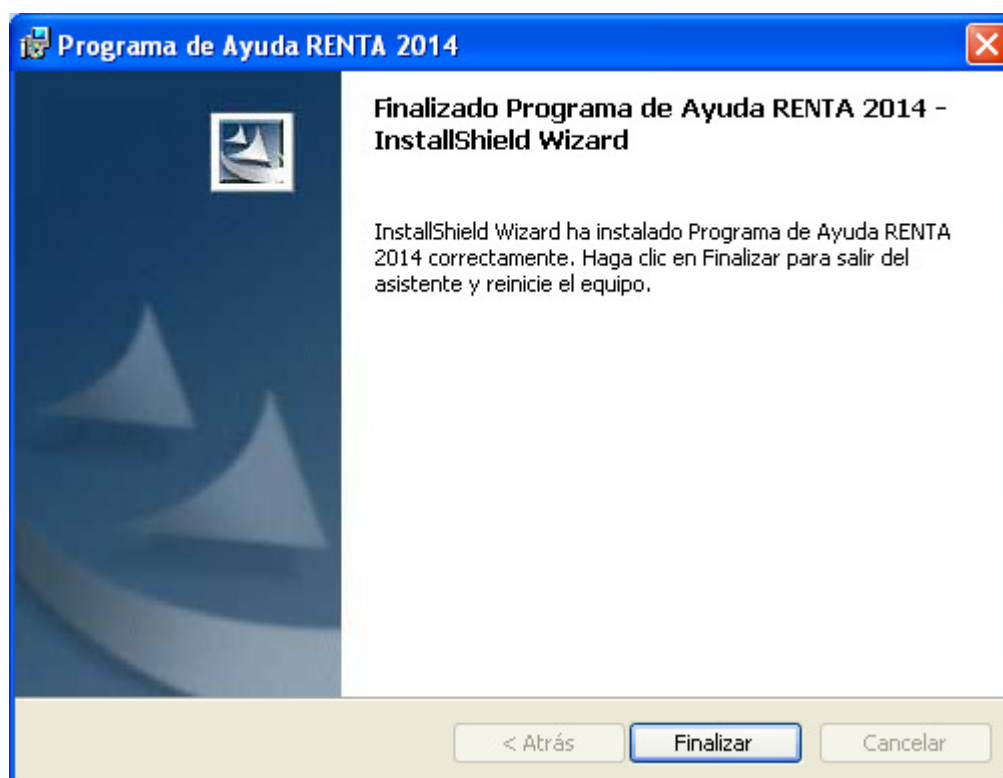 Programa de Ayuda RENTA 2014
Finalizado Programa de Ayuda RENTA 2014 -
InstallShield Wizard
InstallShield Wizard ha instalado Programa de Ayuda RENTA
2014 correctamente. Haga clic en Finalizar para salir del
asistente y reinicie el equipo.
< Atrás
Finalizar
Cancelar